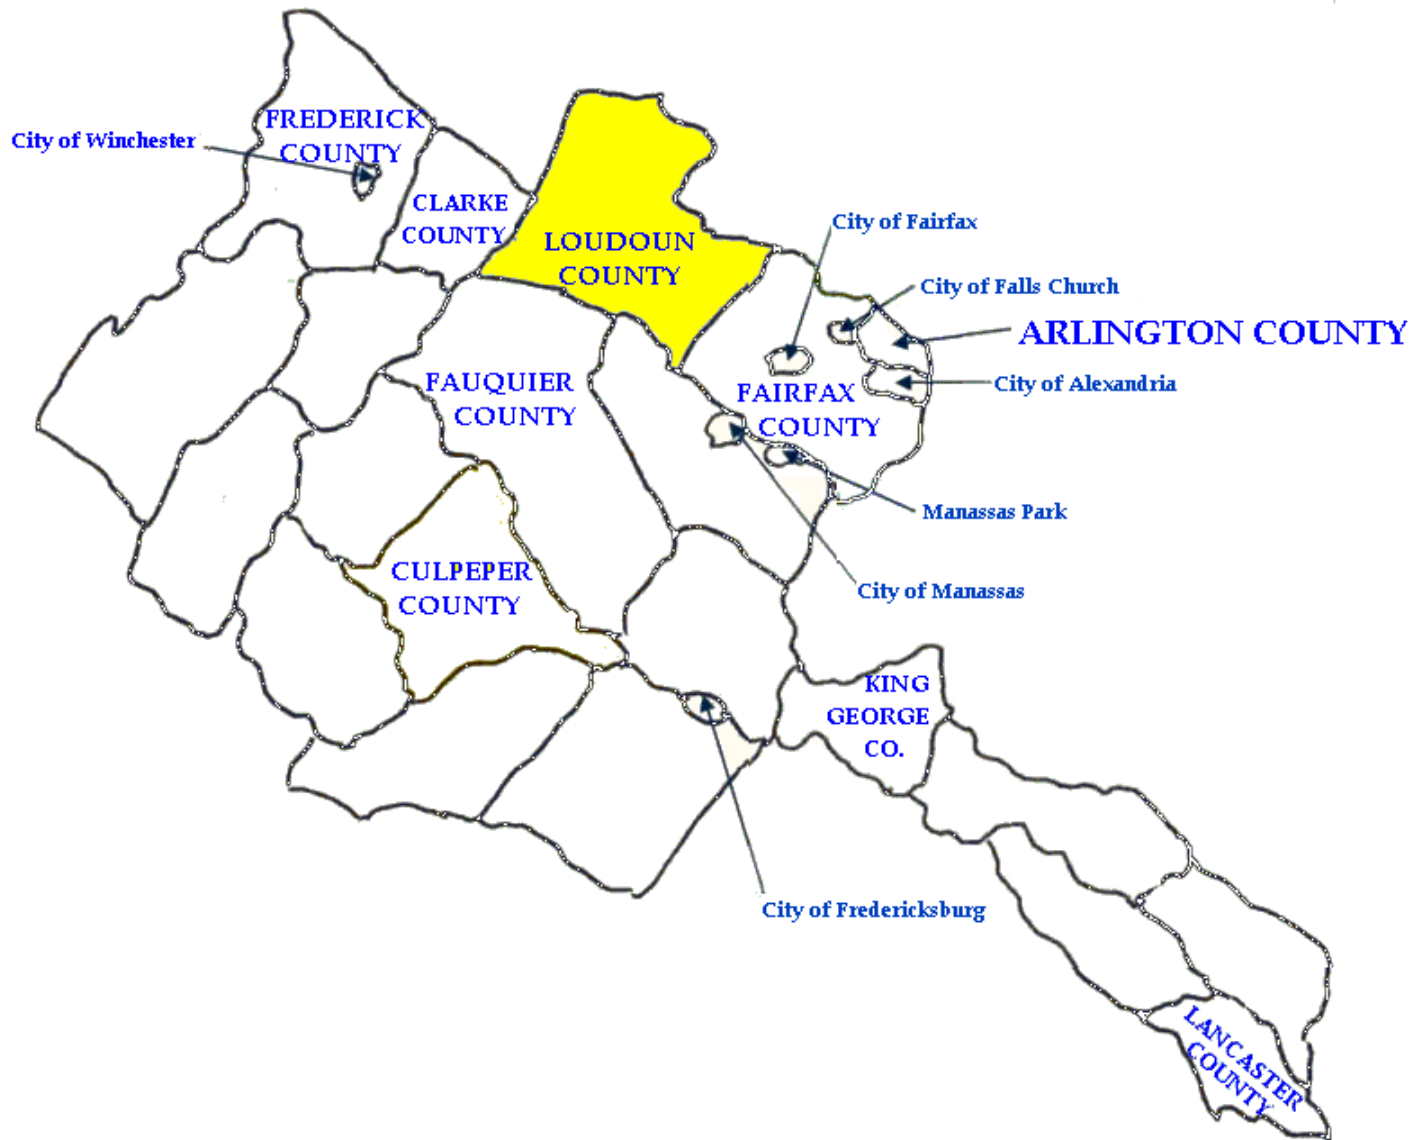 FREDERICK
COUNTY
City of Winchester
CLARKE
COUNTY
LOUDOUN
COUNTY
City of Fairfax
City of Falls Church
ARLINGTON COUNTY
City of Alexandria
FAUQUIER
COUNTY
FAIRFAX
COUNTY
Manassas Park
City of Manassas
CULPEPER
COUNTY
KING
GEORGE
CO.
City of Fredericksburg
LANCASTER
COUNTY